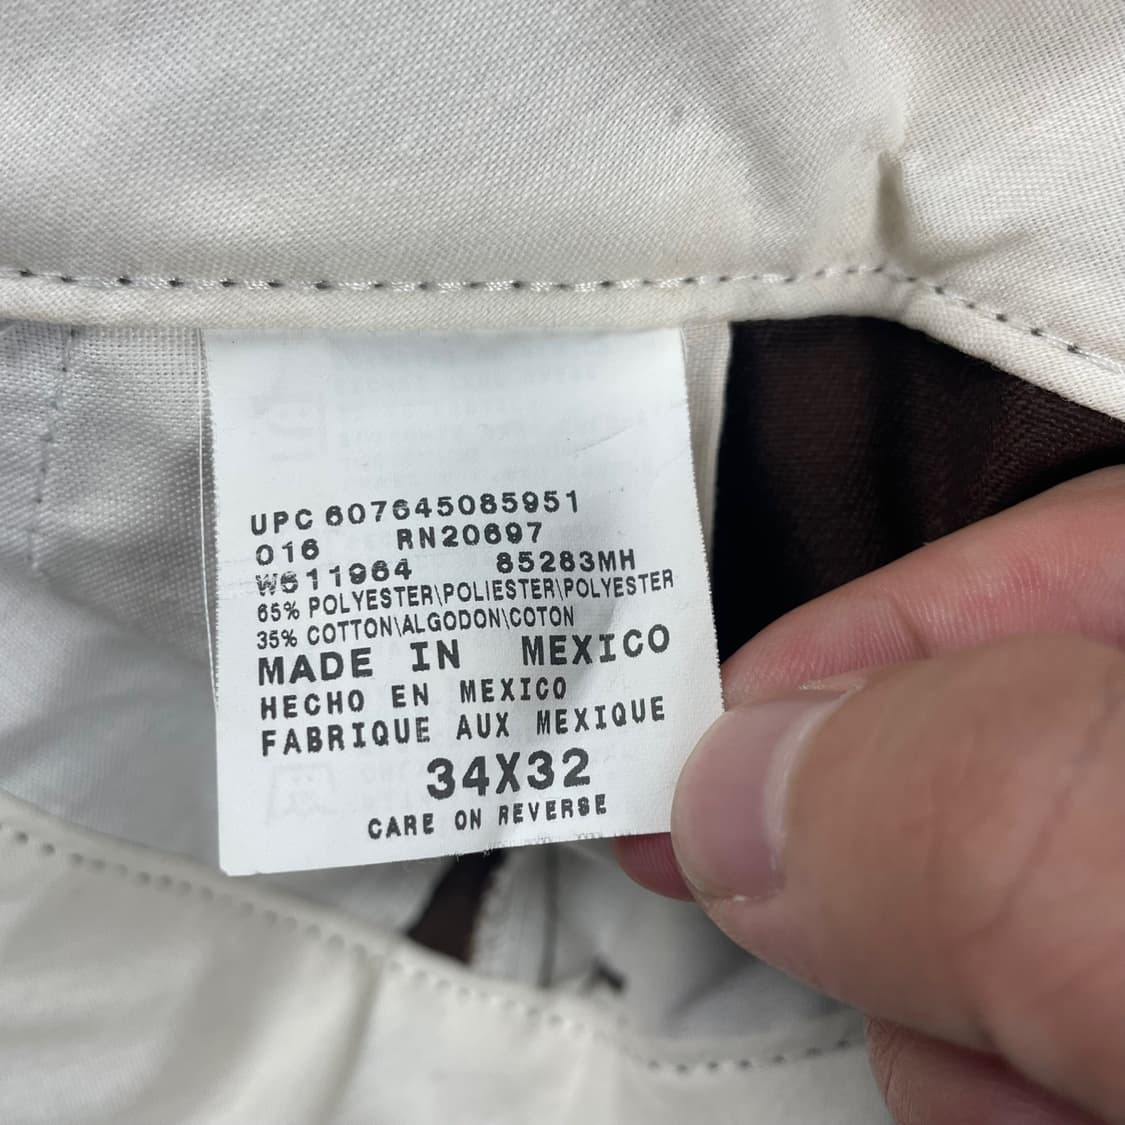 UPC 607645085951
016 RN20697
W611964 85283MH
65% POLYESTER\POLIESTER\POLYESTER
35% COTTON\ALGODON\COTON
MADE IN MEXICO
HECHO EN MEXICO
FABRIQUE AUX MEXIQUE
34X32
CARE ON REVERSE